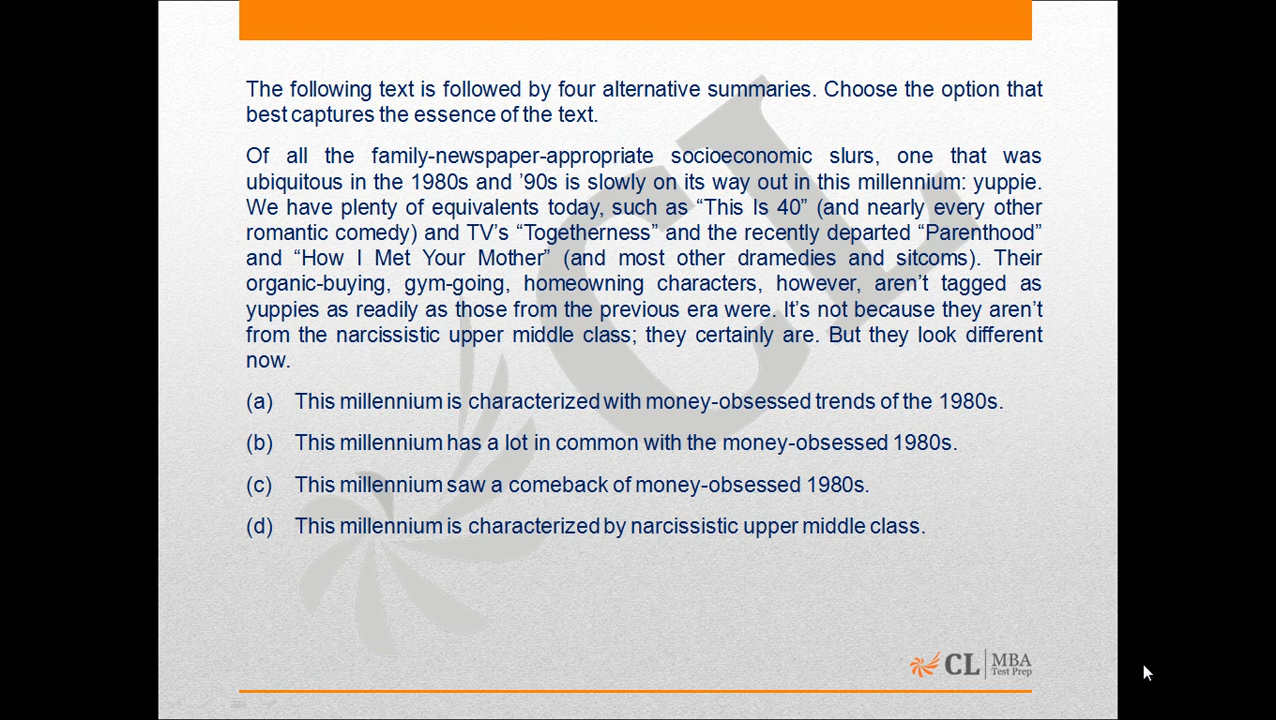 The following text is followed by four alternative summaries. Choose the option that
best captures the essence of the text.
Of all the family-newspaper-appropriate socioeconomic slurs, one that was
ubiquitous in the 1980s and ’90s is slowly on its way out in this millennium: yuppie.
We have plenty of equivalents today, such as “This Is 40” (and nearly every other
romantic comedy) and TV’s “Togetherness” and the recently departed “Parenthood”
and “How I Met Your Mother” (and most other dramedies and sitcoms). Their
organic-buying, gym-going, homeowning characters, however, aren’t tagged as
yuppies as readily as those from the previous era were. It’s not because they aren’t
from the narcissistic upper middle class; they certainly are. But they look different
now.
(a) This millennium is characterized with money-obsessed trends of the 1980s.
(b) This millennium has a lot in common with the money-obsessed 1980s.
(c) This millennium saw a comeback of money-obsessed 1980s.
(d) This millennium is characterized by narcissistic upper middle class.
CL
CL MBA
Test Prep